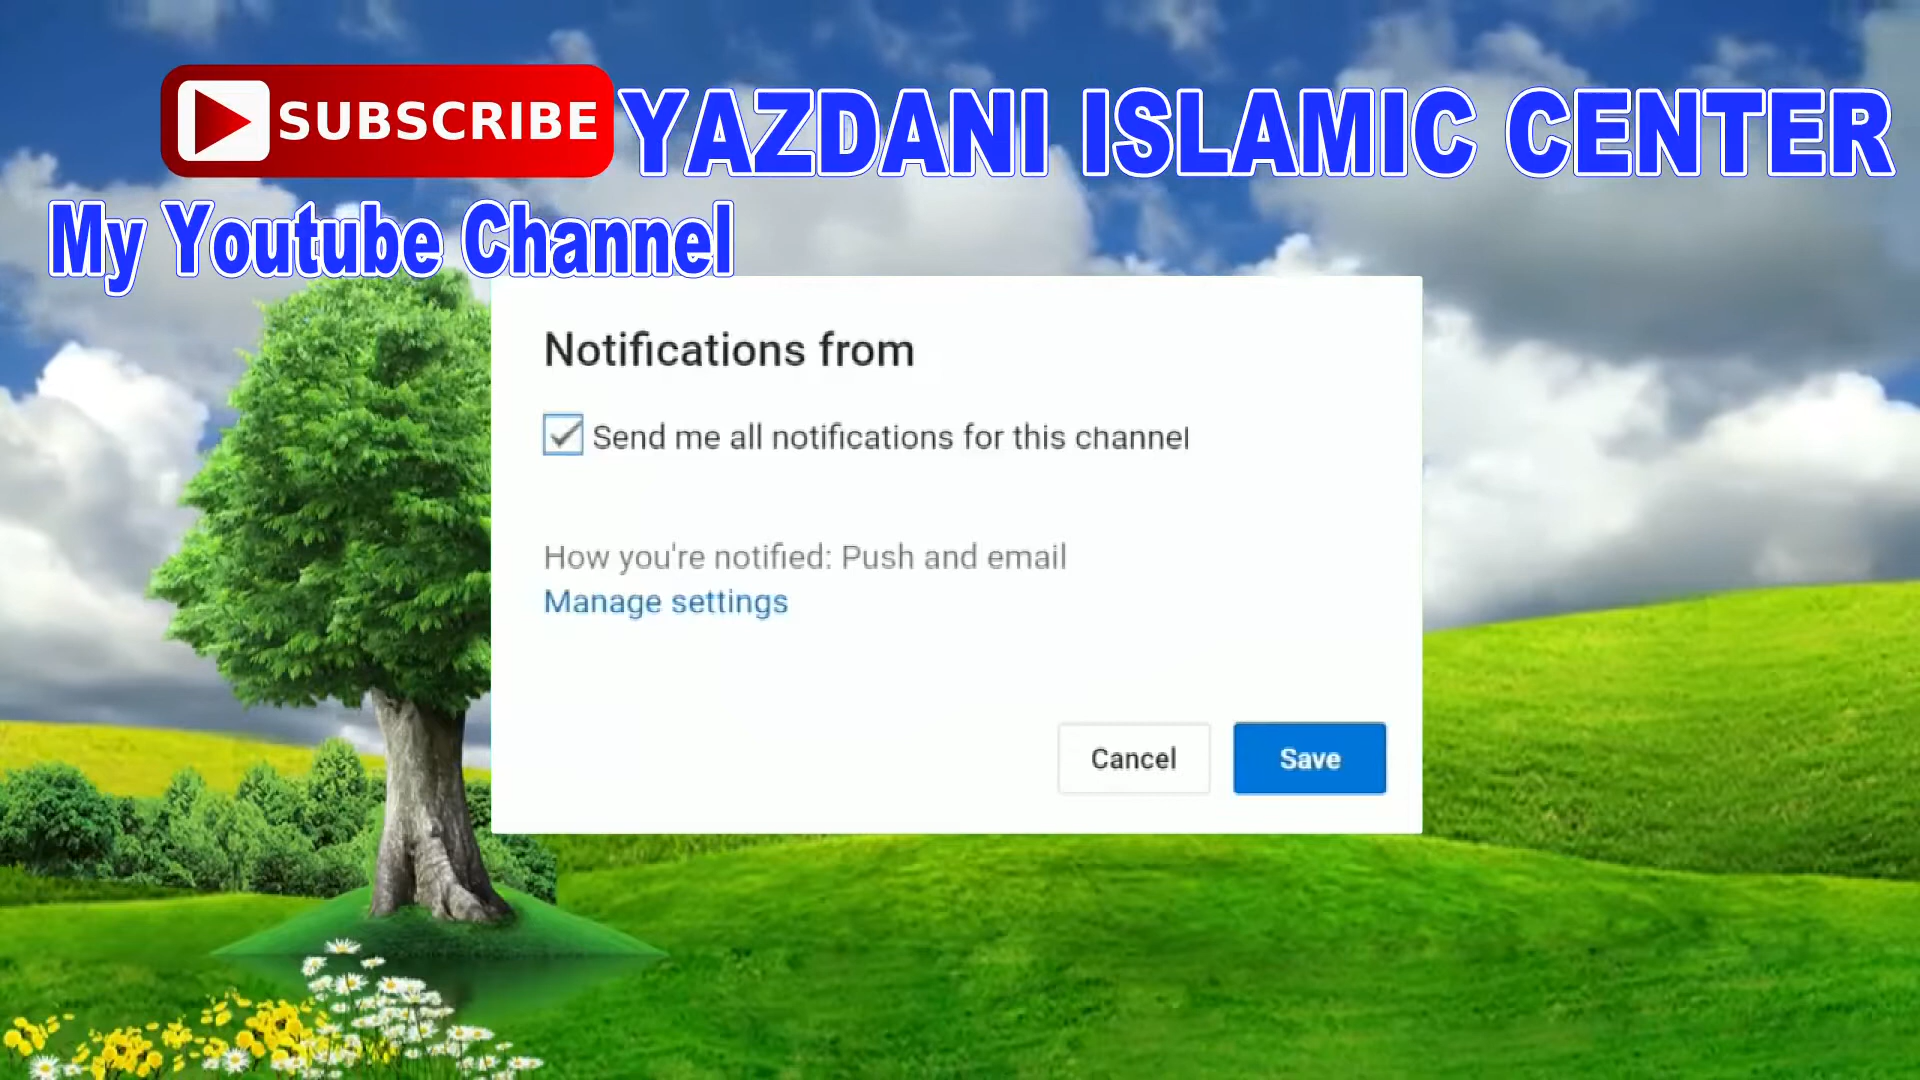 SUBSCRIBE YAZDANI ISLAMIC CENTER
My Youtube Channel
Notifications from
Send me all notifications for this channel
How you're notified: Push and email
Manage settings
Cancel Save